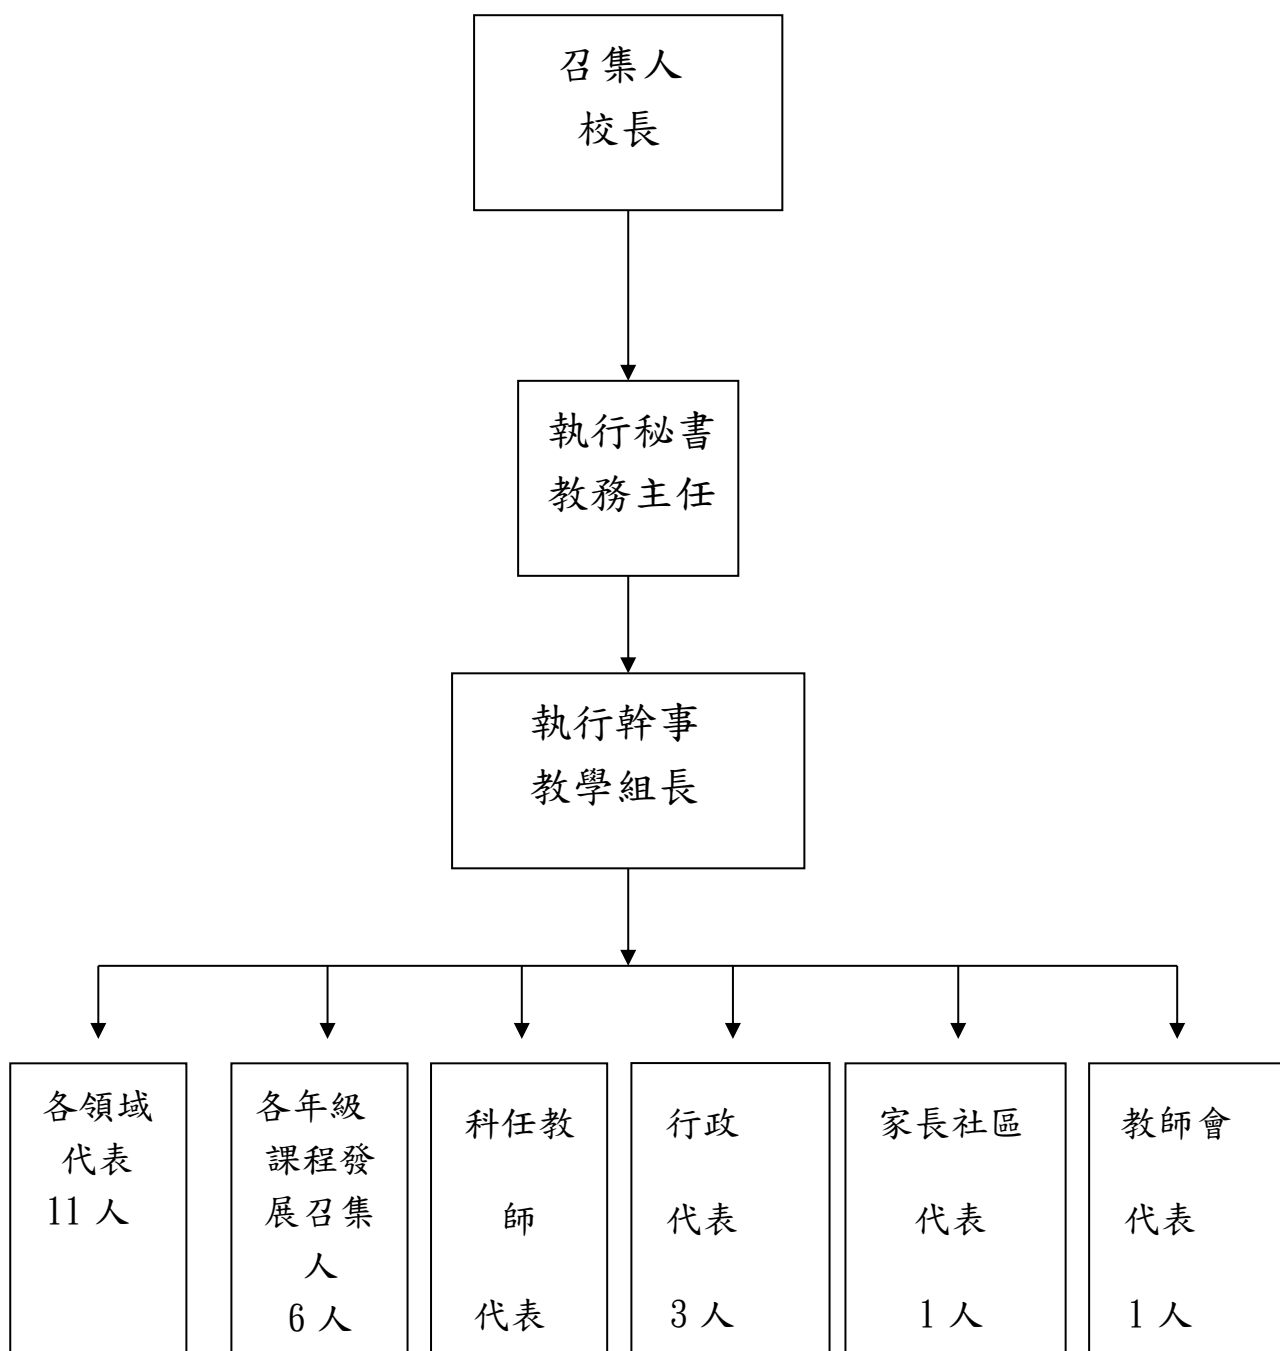 召集人
校長
執行秘書
教務主任
執行幹事
教學組長
各領域
代表
11 人
各年級
課程發
展召集
人
6 人
科任教
師
代表
行政
代表
3 人
家長社區
代表
1 人
教師會
代表
1 人